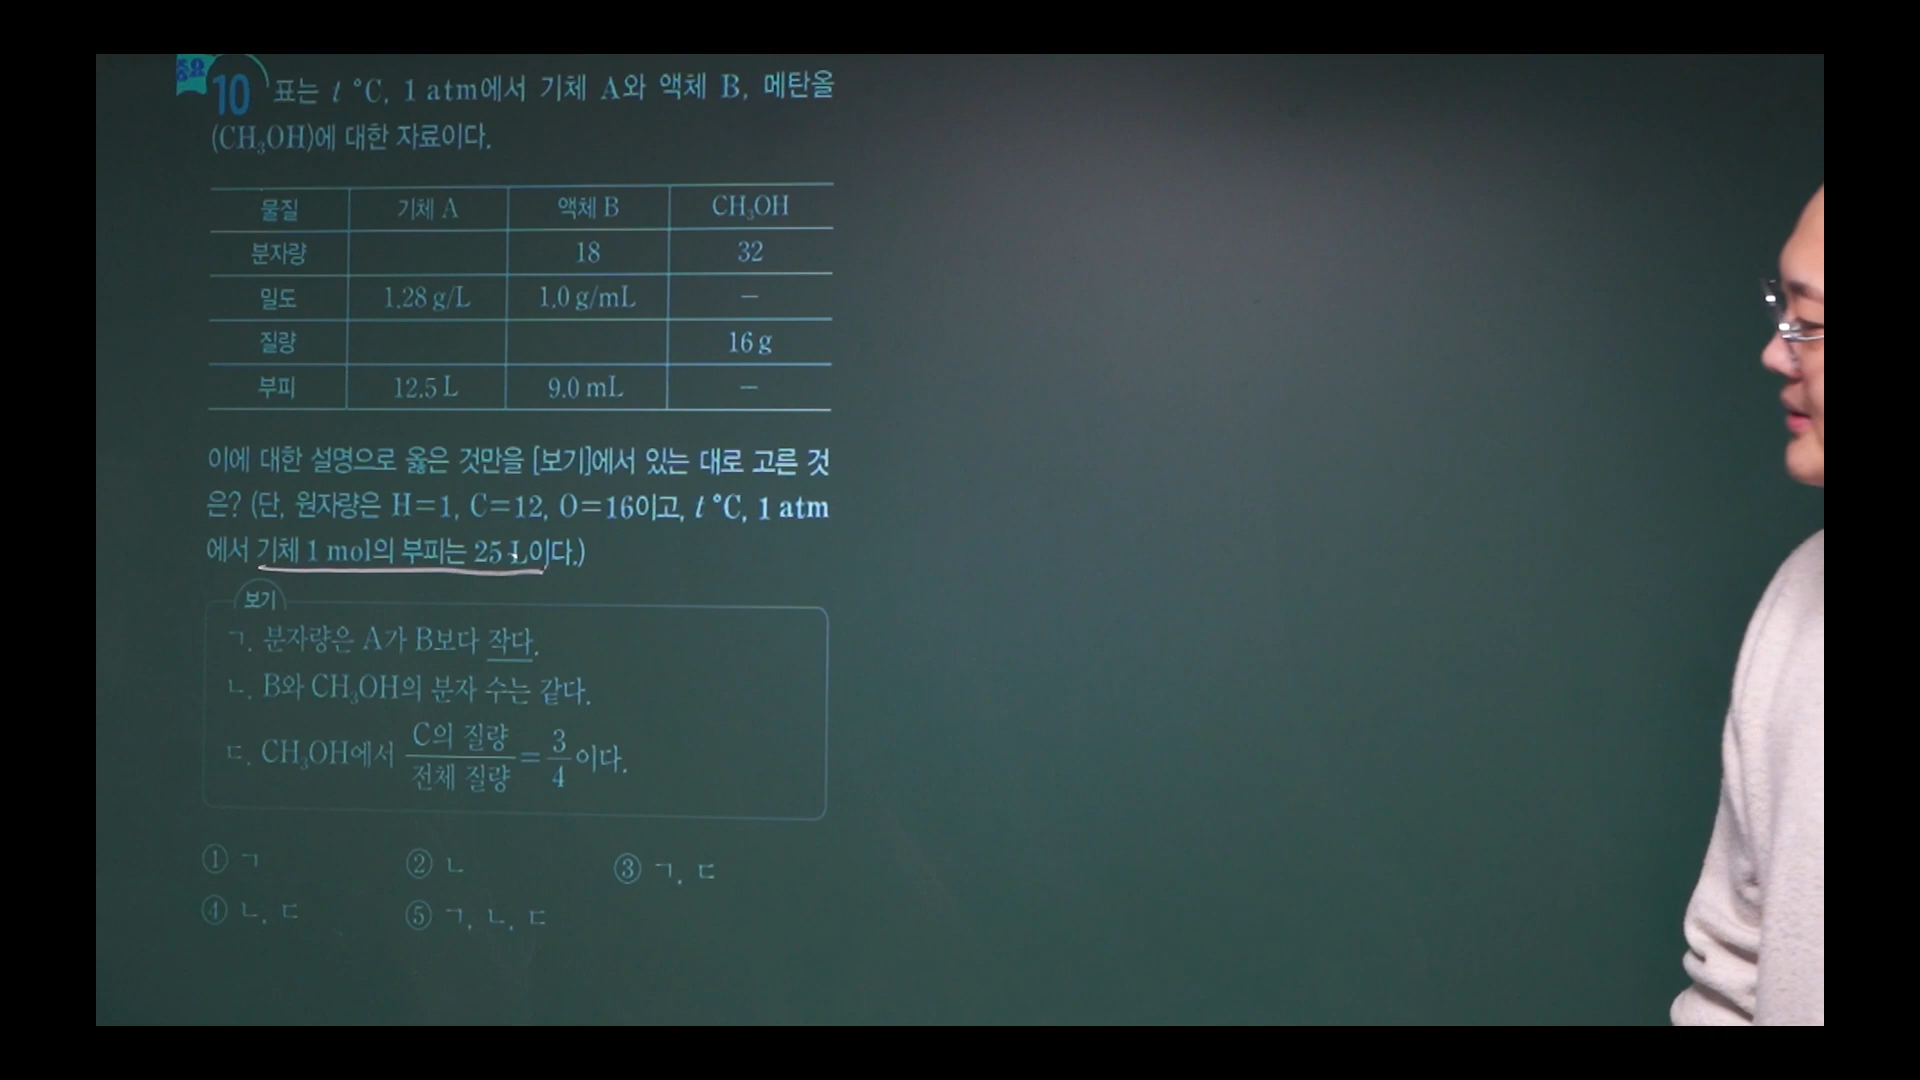 중요
10 표는 t °C, 1 atm에서 기체 A와 액체 B, 메탄올
(CH₃OH)에 대한 자료이다.
물질 기체 A 액체 B CH₃OH
분자량 18 32
밀도 1.28 g/L 1.0 g/mL －
질량 16 g
부피 12.5 L 9.0 mL －
이에 대한 설명으로 옳은 것만을 [보기]에서 있는 대로 고른 것
은? (단, 원자량은 H=1, C=12, O=16이고, t °C, 1 atm
에서 기체 1 mol의 부피는 25 L이다.)
보기
ㄱ. 분자량은 A가 B보다 작다.
ㄴ. B와 CH₃OH의 분자 수는 같다.
ㄷ. CH₃OH에서 C의 질량/전체 질량 = 3/4이다.
① ㄱ ② ㄴ ③ ㄱ, ㄷ
④ ㄴ, ㄷ ⑤ ㄱ, ㄴ, ㄷ